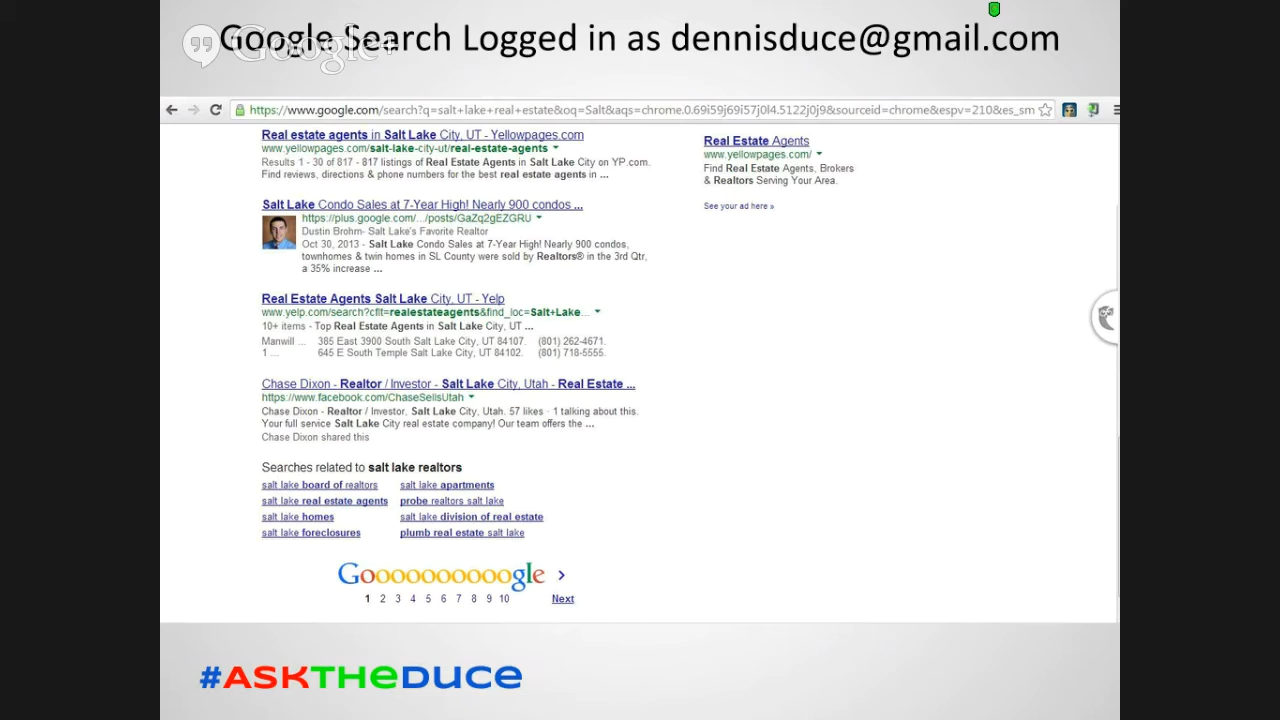 Google Search Logged in as dennisduce@gmail.com
Google+
https://www.google.com/search?q=salt+lake+real+estate&oq=Salt&aqs=chrome.0.69i59j69i57j0l4.5122j0j9&sourceid=chrome&espv=210&es_sm
Real estate agents in Salt Lake City, UT - Yellowpages.com
www.yellowpages.com/salt-lake-city-ut/real-estate-agents
Results 1 - 30 of 817 - 817 listings of Real Estate Agents in Salt Lake City on YP.com.
Find reviews, directions & phone numbers for the best real estate agents in ...
Salt Lake Condo Sales at 7-Year High! Nearly 900 condos ...
https://plus.google.com/.../posts/GaZq2gEZGRU
Dustin Brohm- Salt Lake's Favorite Realtor
Oct 30, 2013 - Salt Lake Condo Sales at 7-Year High! Nearly 900 condos,
townhomes & twin homes in SL County were sold by Realtors® in the 3rd Qtr,
a 35% increase ...
Real Estate Agents Salt Lake City, UT - Yelp
www.yelp.com/search?cflt=realestateagents&find_loc=Salt+Lake...
10+ items - Top Real Estate Agents in Salt Lake City, UT ...
Manwill ... 385 East 3900 South Salt Lake City, UT 84107. (801) 262-4671.
1 ... 645 E South Temple Salt Lake City, UT 84102. (801) 718-5555.
Chase Dixon - Realtor / Investor - Salt Lake City, Utah - Real Estate ...
https://www.facebook.com/ChaseSellsUtah
Chase Dixon - Realtor / Investor, Salt Lake City, Utah. 57 likes · 1 talking about this.
Your full service Salt Lake City real estate company! Our team offers the ...
Chase Dixon shared this
Searches related to salt lake realtors
salt lake board of realtors salt lake apartments
salt lake real estate agents probe realtors salt lake
salt lake homes salt lake division of real estate
salt lake foreclosures plumb real estate salt lake
Goooooooooogle >
1 2 3 4 5 6 7 8 9 10 Next
Real Estate Agents
www.yellowpages.com/
Find Real Estate Agents, Brokers
& Realtors Serving Your Area.
See your ad here »
#ASKTHEDUCE